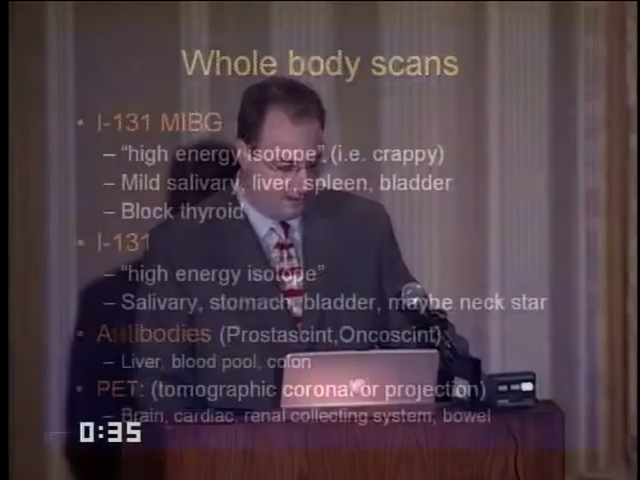 Whole body scans
• I-131 MIBG
– "high energy isotope" (i.e. crappy)
– Mild salivary, liver, spleen, bladder
– Block thyroid
• I-131
– "high energy isotope"
– Salivary, stomach, bladder, maybe neck star
• Antibodies (Prostascint,Oncoscint)
– Liver, blood pool, colon
• PET: (tomographic coronal or projection)
– Brain, cardiac, renal collecting system, bowel
0:35